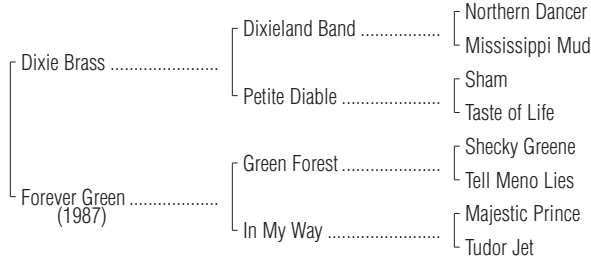 Northern Dancer
Dixieland Band ..................
Mississippi Mud
Dixie Brass ........................
Sham
Petite Diable ......................
Taste of Life
Shecky Greene
Green Forest ......................
Tell Meno Lies
Forever Green ....................
(1987)
Majestic Prince
In My Way .........................
Tudor Jet